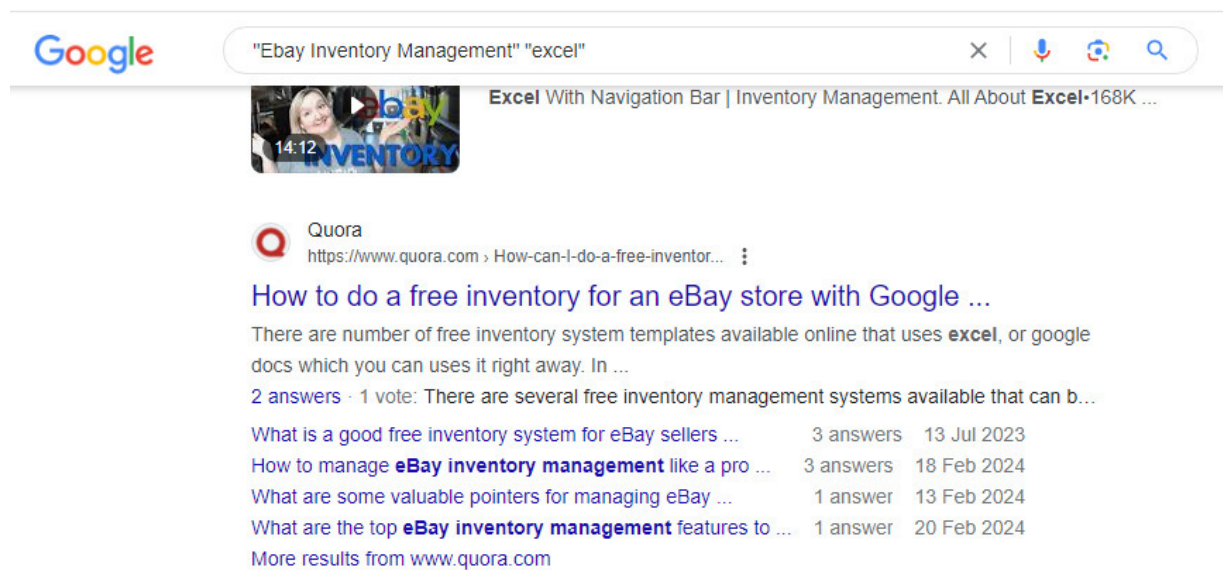 Google
"Ebay Inventory Management" "excel"
Excel With Navigation Bar | Inventory Management. All About Excel•168K ...
ebay
14:12
INVENTORY
Quora
https://www.quora.com › How-can-I-do-a-free-inventor...
How to do a free inventory for an eBay store with Google ...
There are number of free inventory system templates available online that uses excel, or google
docs which you can uses it right away. In ...
2 answers · 1 vote: There are several free inventory management systems available that can b...
What is a good free inventory system for eBay sellers ... 3 answers 13 Jul 2023
How to manage eBay inventory management like a pro ... 3 answers 18 Feb 2024
What are some valuable pointers for managing eBay ... 1 answer 13 Feb 2024
What are the top eBay inventory management features to ... 1 answer 20 Feb 2024
More results from www.quora.com